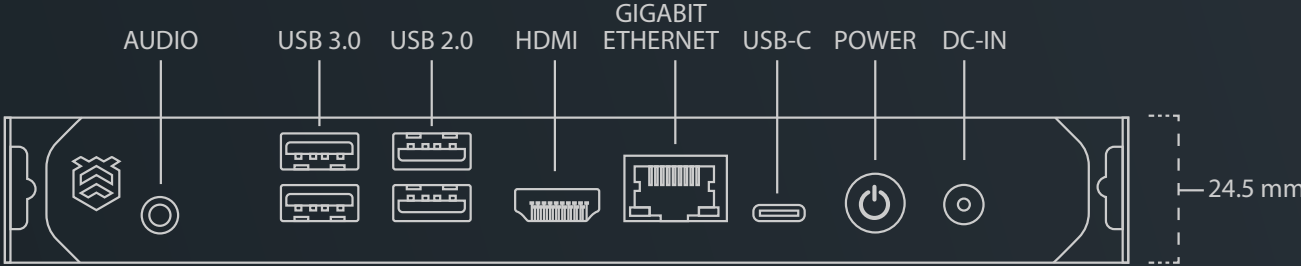 GIGABIT
AUDIO USB 3.0 USB 2.0 HDMI ETHERNET USB-C POWER DC-IN
24.5 mm